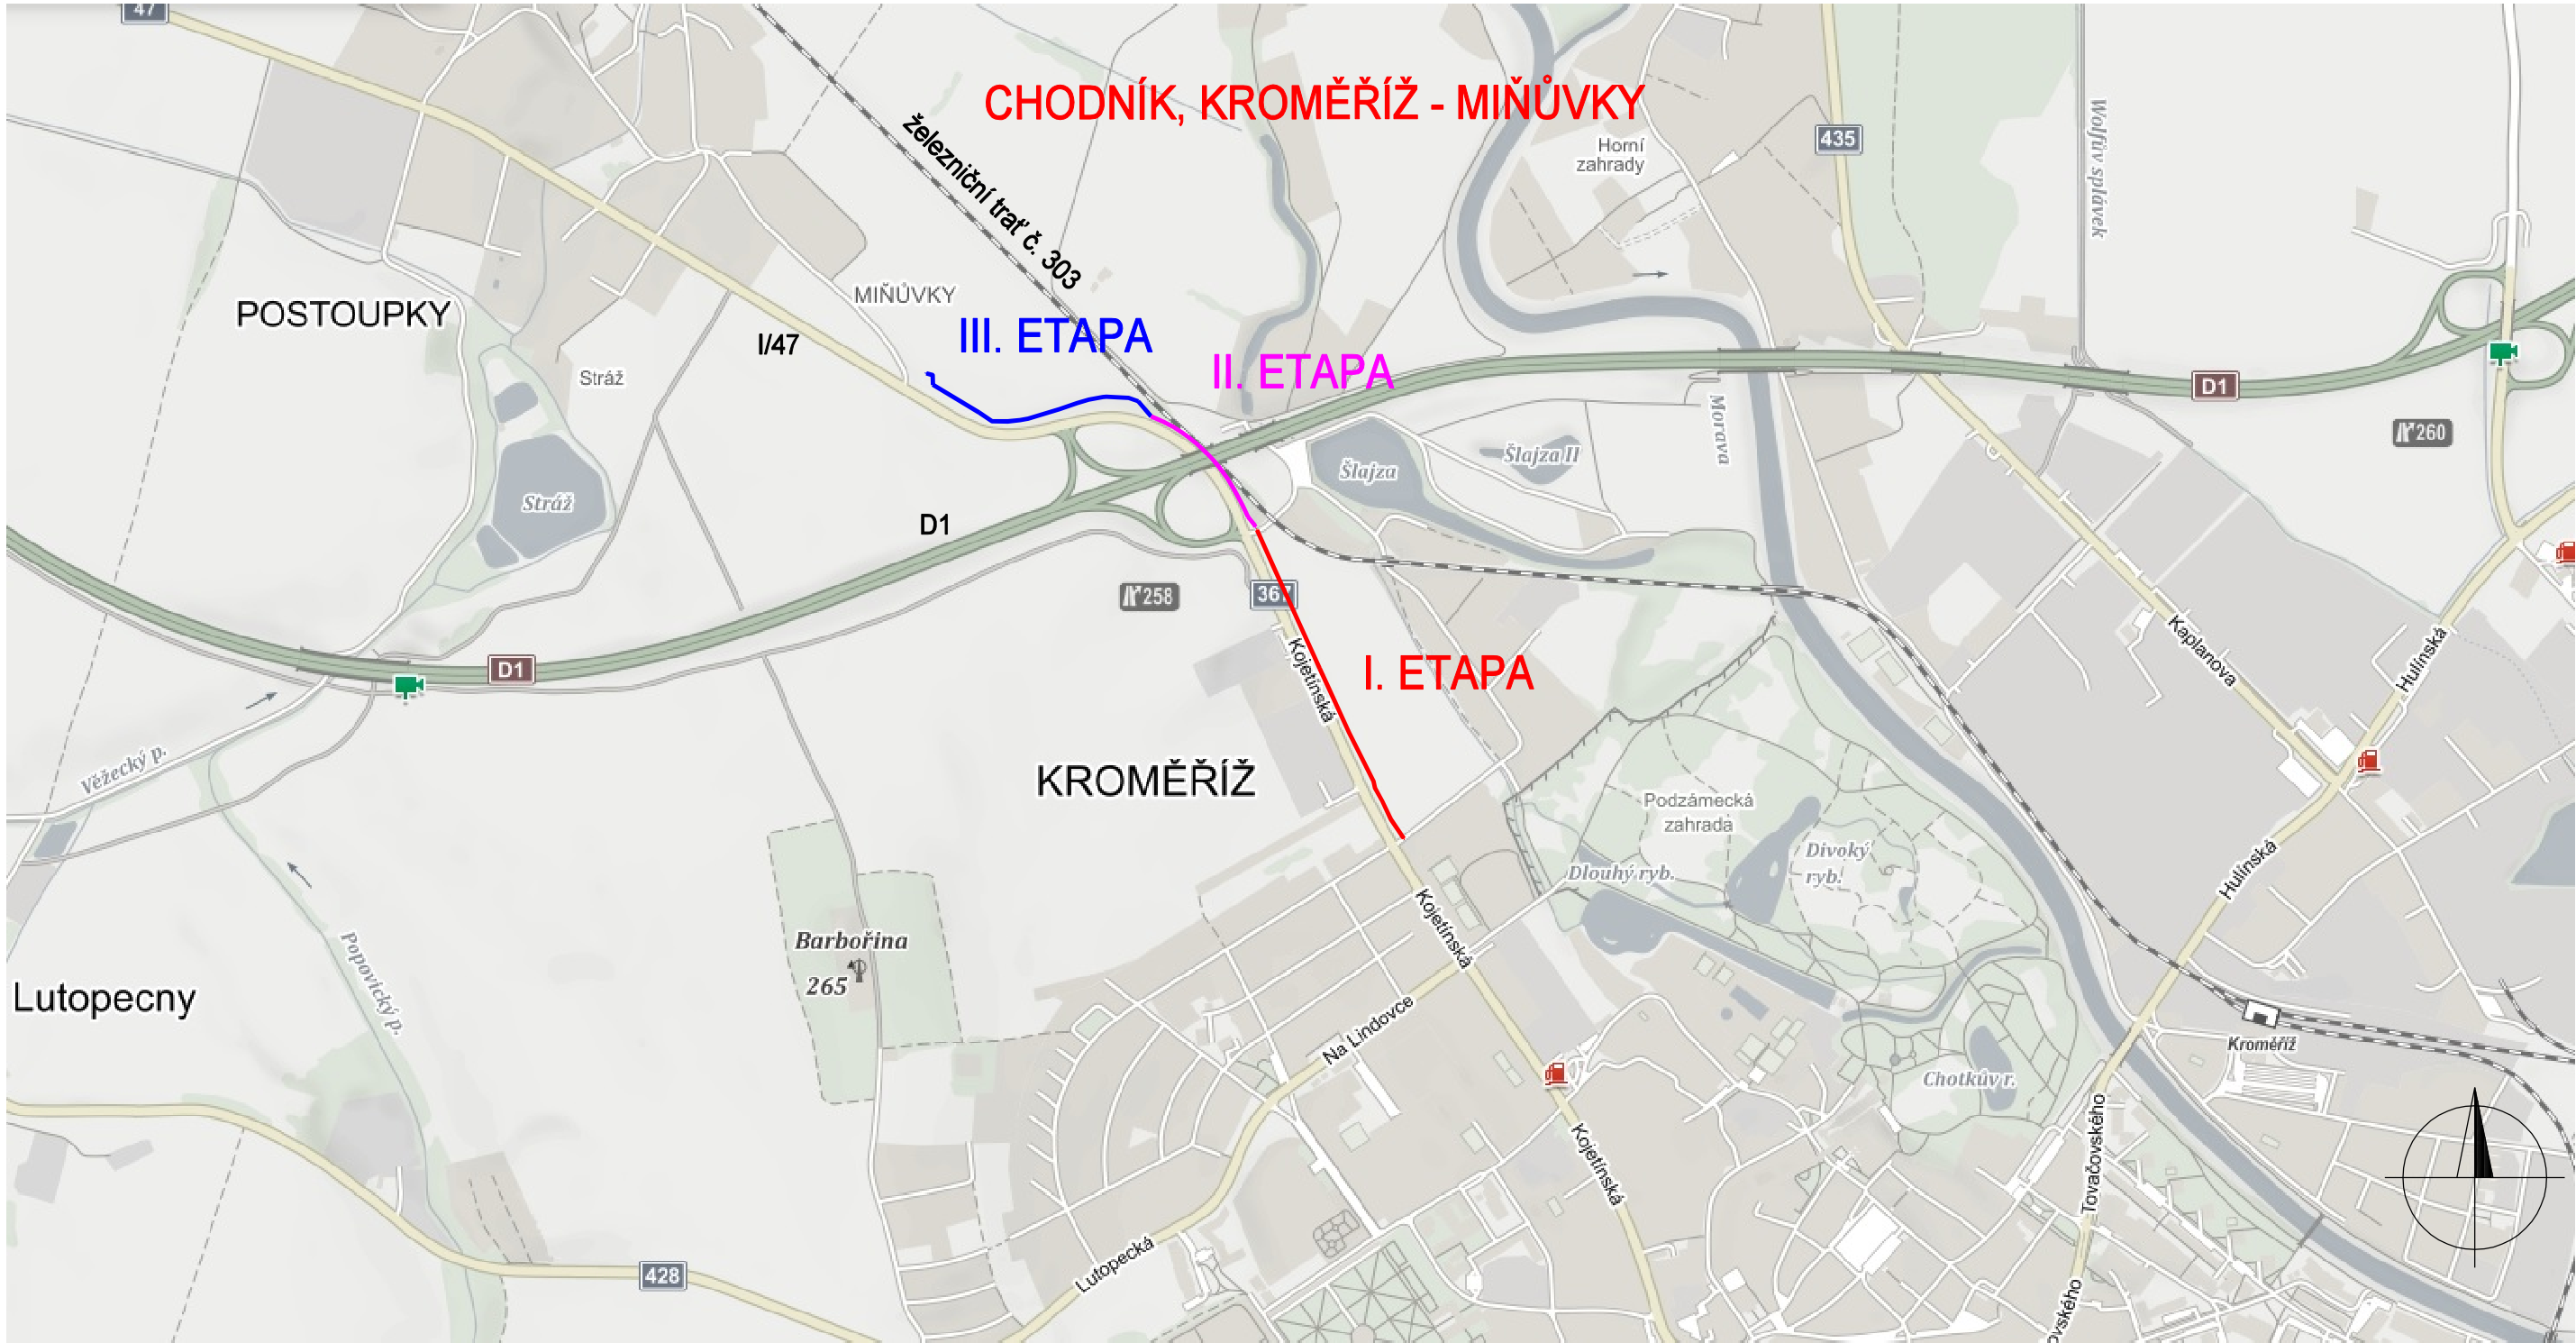 47
CHODNÍK, KROMĚŘÍŽ - MIŇŮVKY
435
Horní
zahrady
Wolfův splávek
železniční trať č. 303
MIŇŮVKY
POSTOUPKY
I/47
III. ETAPA
II. ETAPA
Stráž
D1
Morava
260
Šlajza
Šlajza II
Stráž
D1
258
367
Kojetínská
Kaplanova
Hulínská
D1
I. ETAPA
Věžecký p.
KROMĚŘÍŽ
Podzámecká
zahrada
Divoký
ryb.
Dlouhý ryb.
Hulínská
Kojetínská
Barbořina
265
Popovický p.
Lutopecny
Na Lindovce
Kroměříž
Chotkův r.
Kojetínská
Tovačovského
Lutopecká
428
ovského